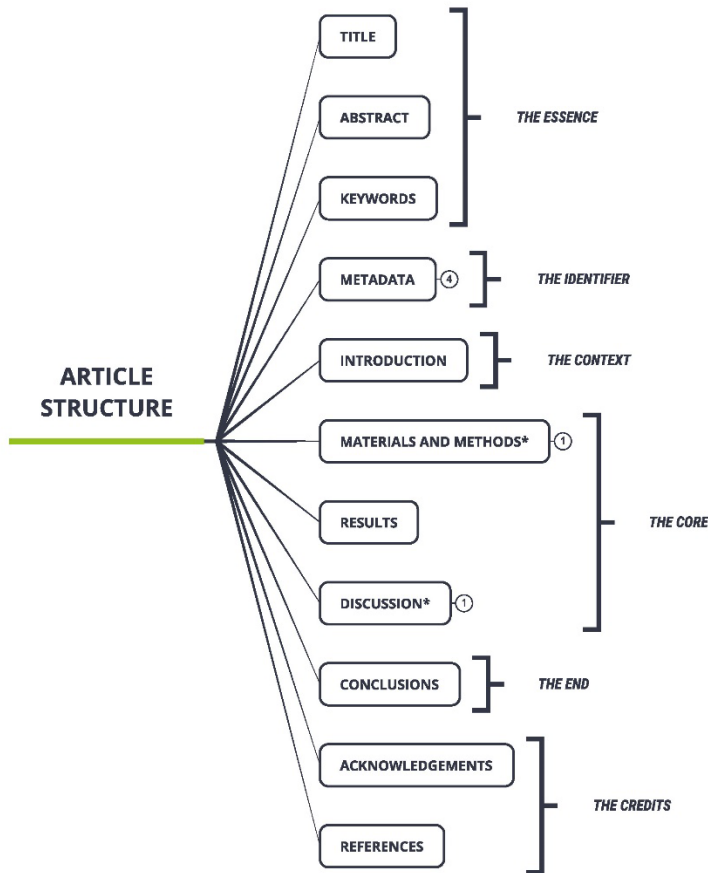 TITLE
ABSTRACT
THE ESSENCE
KEYWORDS
METADATA 4
THE IDENTIFIER
INTRODUCTION
THE CONTEXT
ARTICLE
STRUCTURE
MATERIALS AND METHODS* 1
RESULTS
THE CORE
DISCUSSION* 1
CONCLUSIONS
THE END
ACKNOWLEDGEMENTS
THE CREDITS
REFERENCES